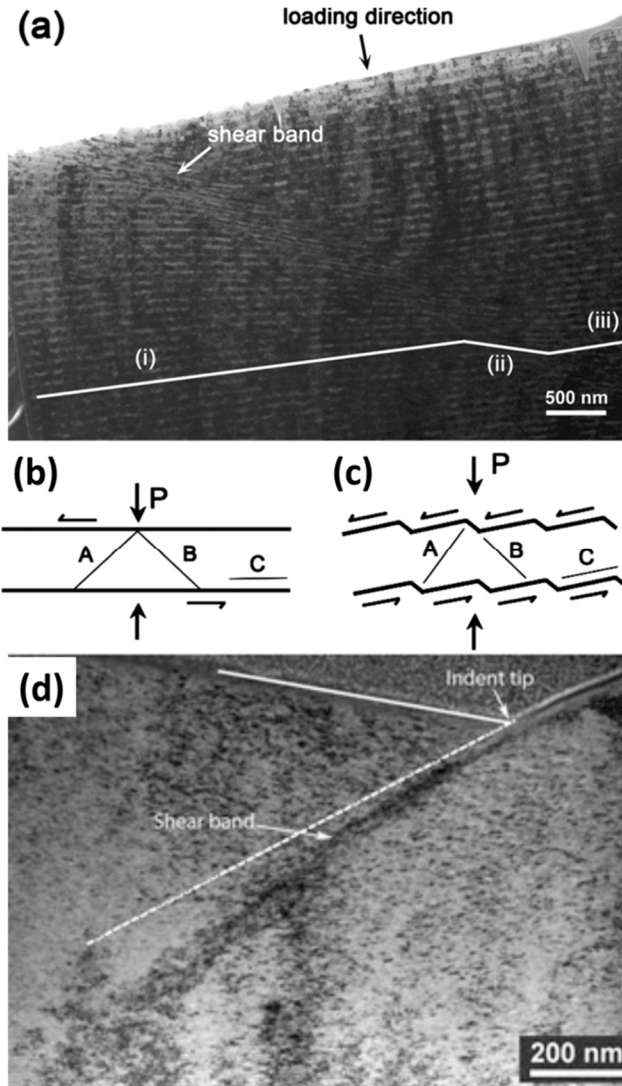 (a)
loading direction
shear band
(i)
(ii)
(iii)
500 nm
(b)
P
A
B
C
(c)
P
A
B
C
(d)
Indent tip
Shear band
200 nm